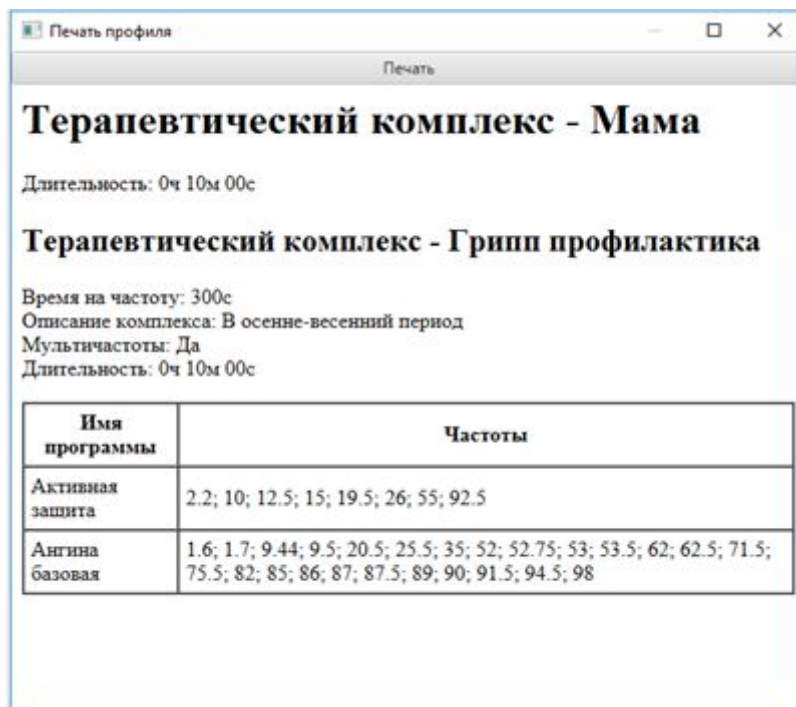 Печать профиля
Печать
Терапевтический комплекс - Мама
Длительность: 0ч 10м 00с
Терапевтический комплекс - Грипп профилактика
Время на частоту: 300с
Описание комплекса: В осенне-весенний период
Мультичастоты: Да
Длительность: 0ч 10м 00с
Имя
программы
Частоты
Активная
защита
2.2; 10; 12.5; 15; 19.5; 26; 55; 92.5
Ангина
базовая
1.6; 1.7; 9.44; 9.5; 20.5; 25.5; 35; 52; 52.75; 53; 53.5; 62; 62.5; 71.5;
75.5; 82; 85; 86; 87; 87.5; 89; 90; 91.5; 94.5; 98